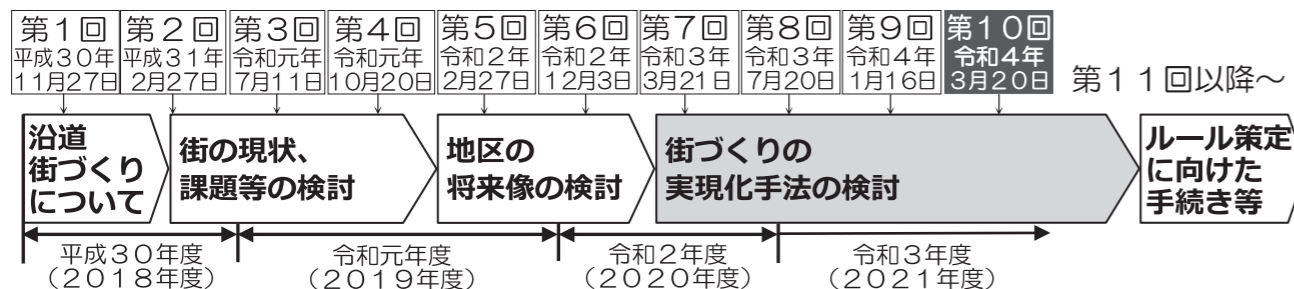 第1回
平成30年
11月27日
第2回
平成31年
2月27日
第3回
令和元年
7月11日
第4回
令和元年
10月20日
第5回
令和2年
2月27日
第6回
令和2年
12月3日
第7回
令和3年
3月21日
第8回
令和3年
7月20日
第9回
令和4年
1月16日
第10回
令和4年
3月20日
第11回以降～
沿道
街づくり
について
街の現状、
課題等の検討
地区の
将来像の検討
街づくりの
実現化手法の検討
ルール策定
に向けた
手続き等
平成30年度
（2018年度）
令和元年度
（2019年度）
令和2年度
（2020年度）
令和3年度
（2021年度）